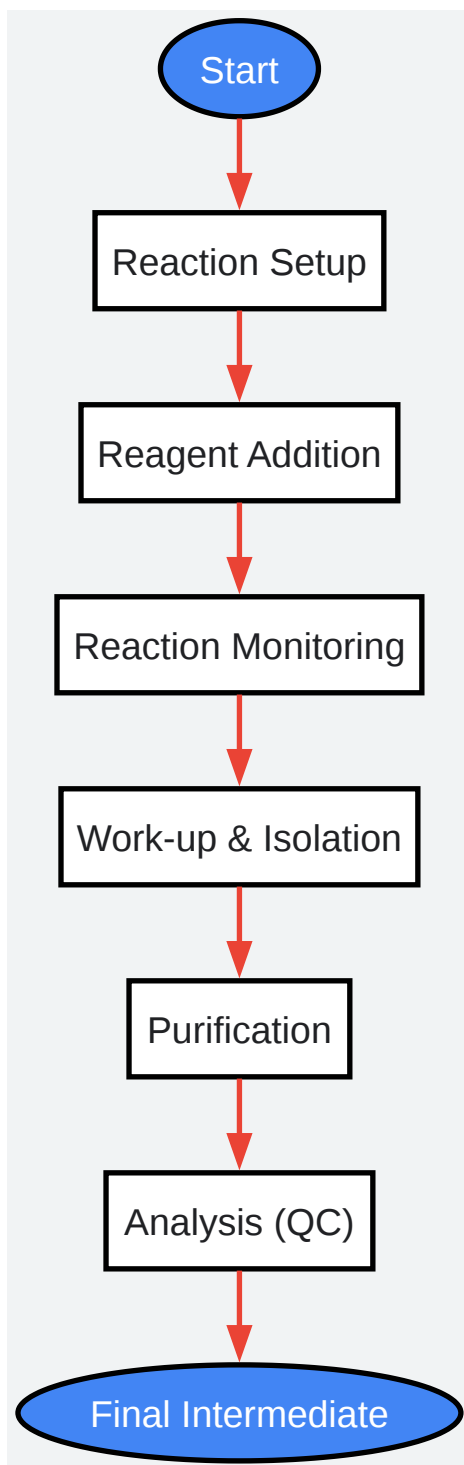 Start
Reaction Setup
Reagent Addition
Reaction Monitoring
Work-up & Isolation
Purification
Analysis (QC)
Final Intermediate